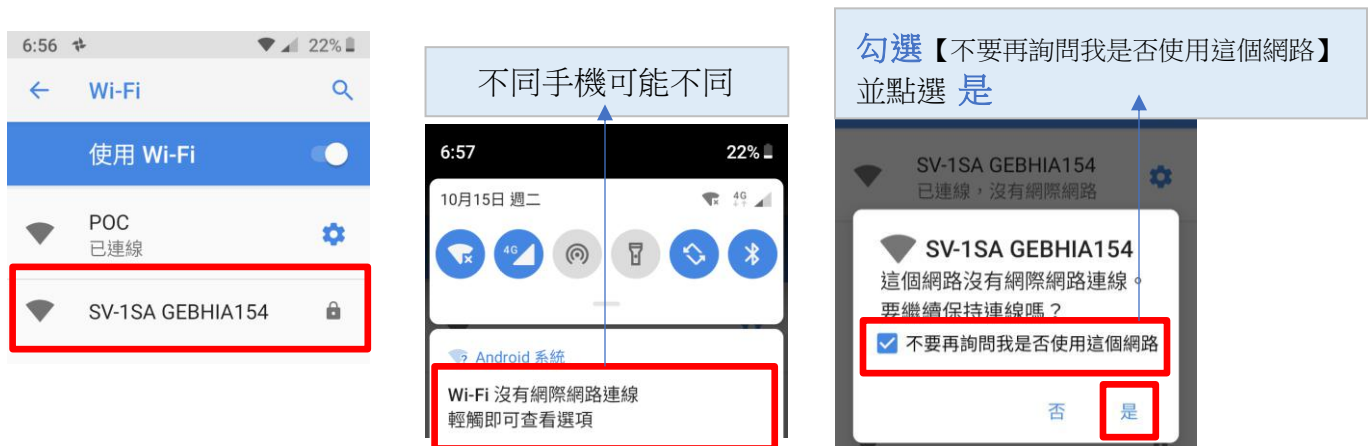 6:56
22%
Wi-Fi
使用 Wi-Fi
POC
已連線
SV-1SA GEBHIA154
不同手機可能不同
6:57
22%
10月15日 週二
4G
4G
Android 系統
Wi-Fi 沒有網際網路連線
輕觸即可查看選項
勾選【不要再詢問我是否使用這個網路】
並點選 是
SV-1SA GEBHIA154
已連線，沒有網際網路
SV-1SA GEBHIA154
這個網路沒有網際網路連線。
要繼續保持連線嗎？
不要再詢問我是否使用這個網路
否
是